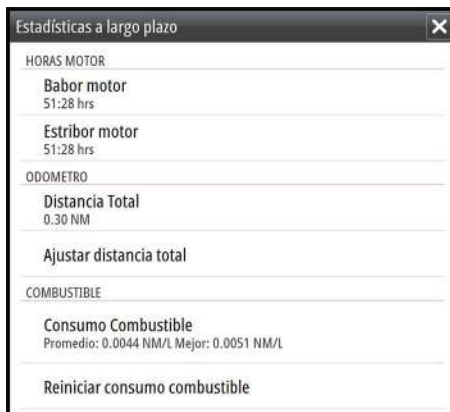 Estadísticas a largo plazo
HORAS MOTOR
Babor motor
51:28 hrs
Estribor motor
51:28 hrs
ODOMETRO
Distancia Total
0.30 NM
Ajustar distancia total
COMBUSTIBLE
Consumo Combustible
Promedio: 0.0044 NM/L Mejor: 0.0051 NM/L
Reiniciar consumo combustible